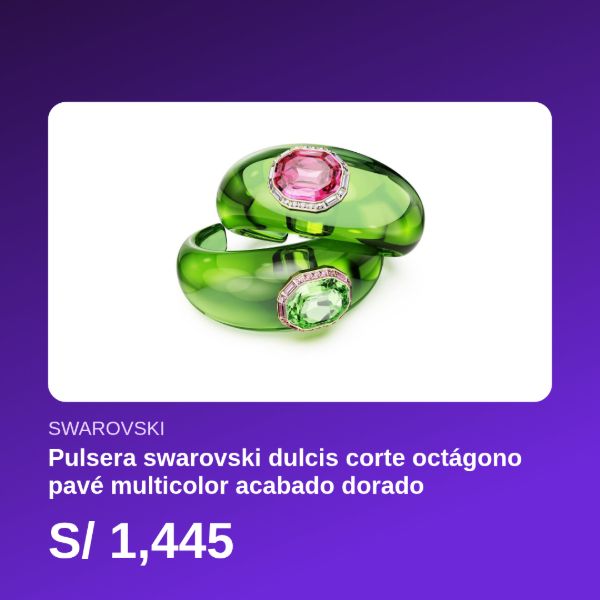 SWAROVSKI
Pulsera swarovski dulcis corte octágono
pavé multicolor acabado dorado
S/ 1,445